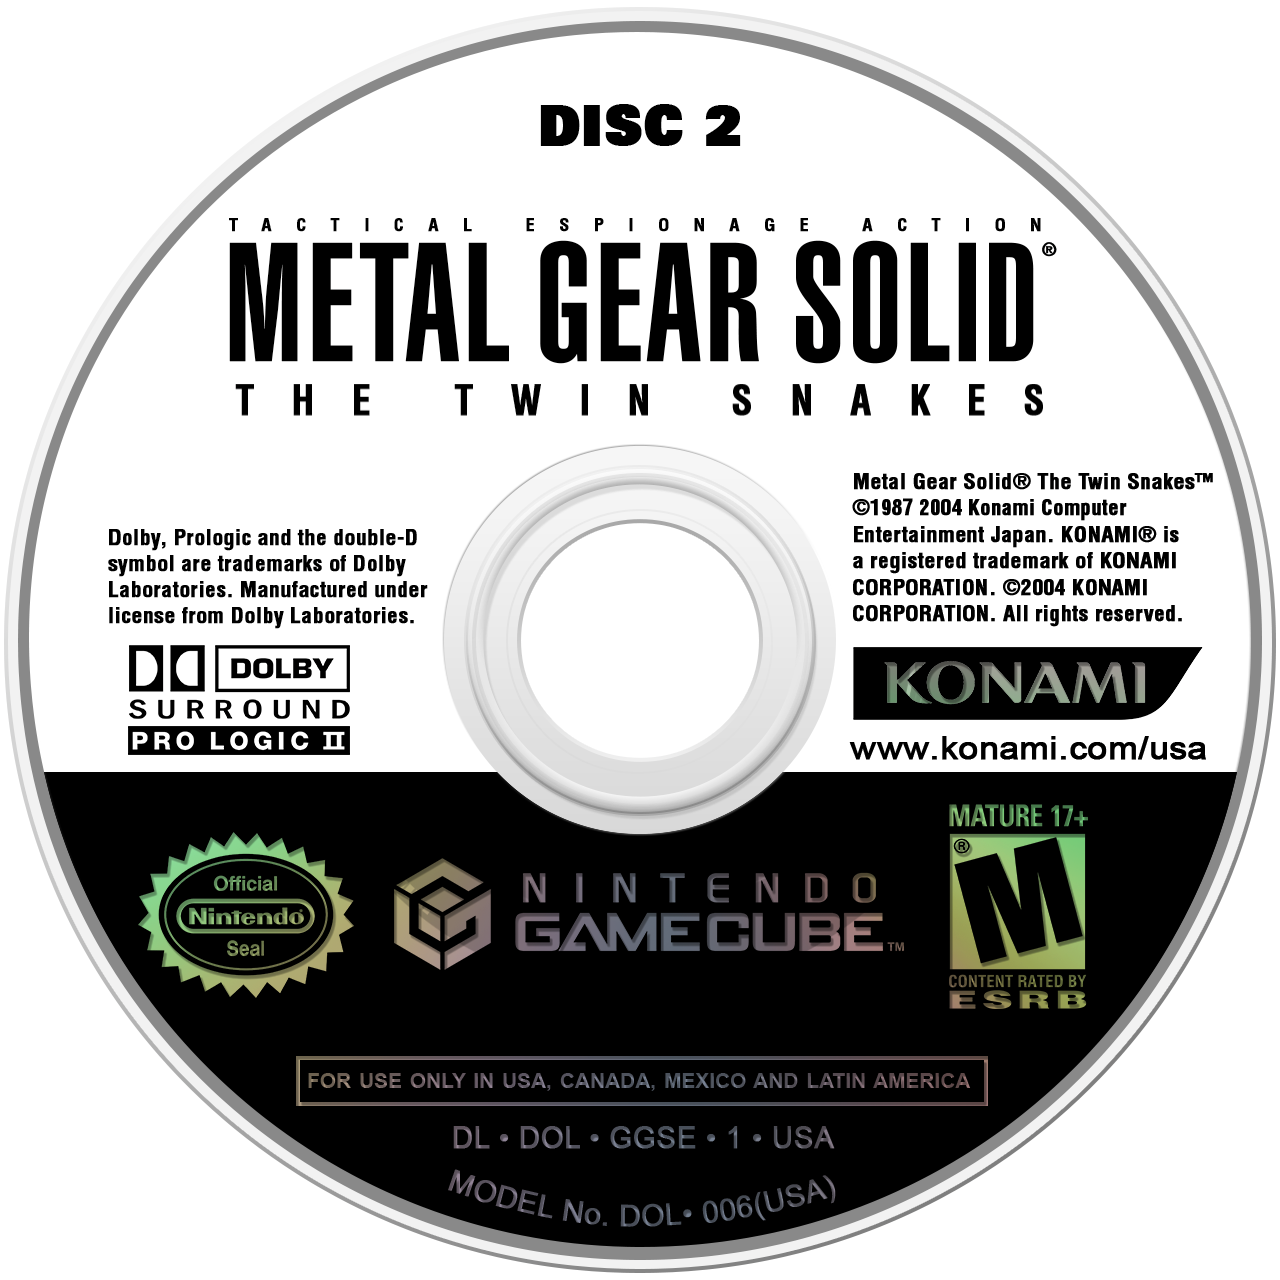 DISC 2
TACTICAL ESPIONAGE ACTION
METAL GEAR SOLID®
THE TWIN SNAKES
Dolby, Prologic and the double-D
symbol are trademarks of Dolby
Laboratories. Manufactured under
license from Dolby Laboratories.
DOLBY
SURROUND
PRO LOGIC II
Metal Gear Solid® The Twin Snakes™
©1987 2004 Konami Computer
Entertainment Japan. KONAMI® is
a registered trademark of KONAMI
CORPORATION. ©2004 KONAMI
CORPORATION. All rights reserved.
KONAMI
www.konami.com/usa
Official
Nintendo®
Seal
NINTENDO
GAMECUBE™
MATURE 17+
®
M
CONTENT RATED BY
ESRB
FOR USE ONLY IN USA, CANADA, MEXICO AND LATIN AMERICA
DL • DOL • GGSE • 1 • USA
MODEL No. DOL• 006(USA)